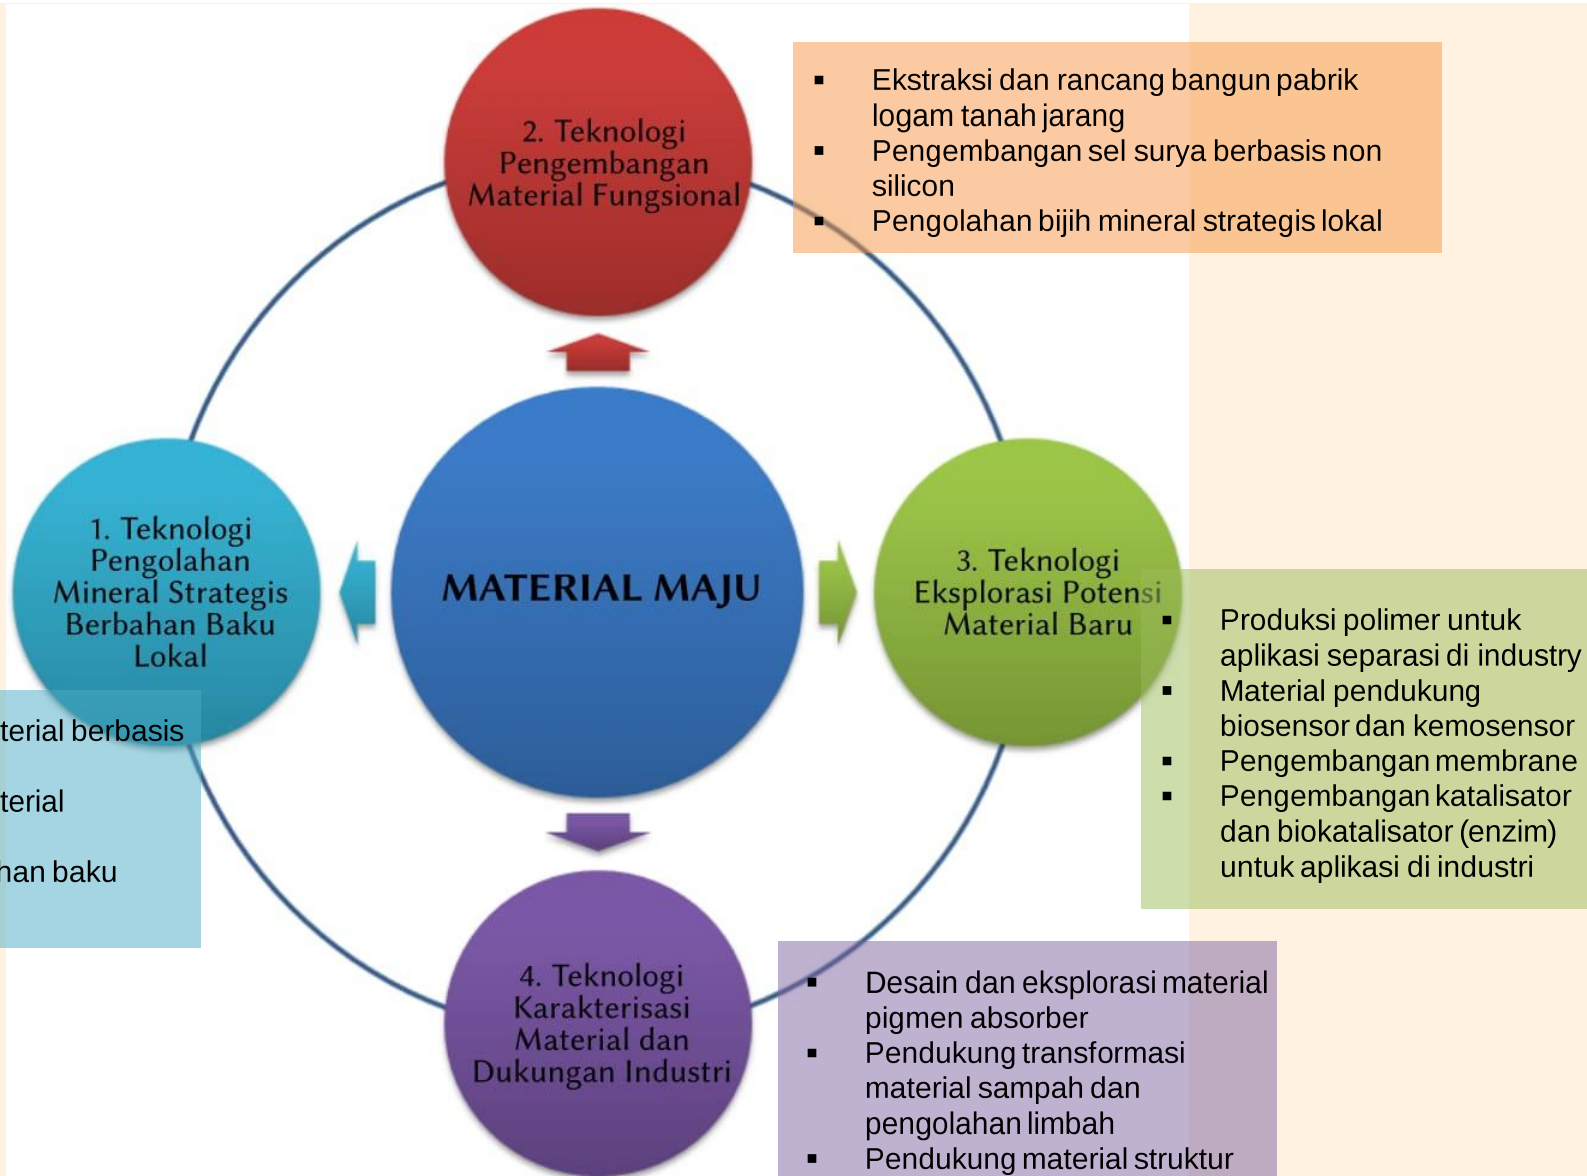 2. Teknologi
Pengembangan
Material Fungsional
▪ Ekstraksi dan rancang bangun pabrik
logam tanah jarang
▪ Pengembangan sel surya berbasis non
silicon
▪ Pengolahan bijih mineral strategis lokal
1. Teknologi
Pengolahan
Mineral Strategis
Berbahan Baku
Lokal
MATERIAL MAJU
3. Teknologi
Eksplorasi Potensi
Material Baru
berbasis
baku
▪ Produksi polimer untuk
aplikasi separasi di industry
▪ Material pendukung
biosensor dan kemosensor
▪ Pengembangan membrane
▪ Pengembangan katalisator
dan biokatalisator (enzim)
untuk aplikasi di industri
4. Teknologi
Karakterisasi
Material dan
Dukungan Industri
▪ Desain dan eksplorasi material
pigmen absorber
▪ Pendukung transformasi
material sampah dan
pengolahan limbah
▪ Pendukung material struktur